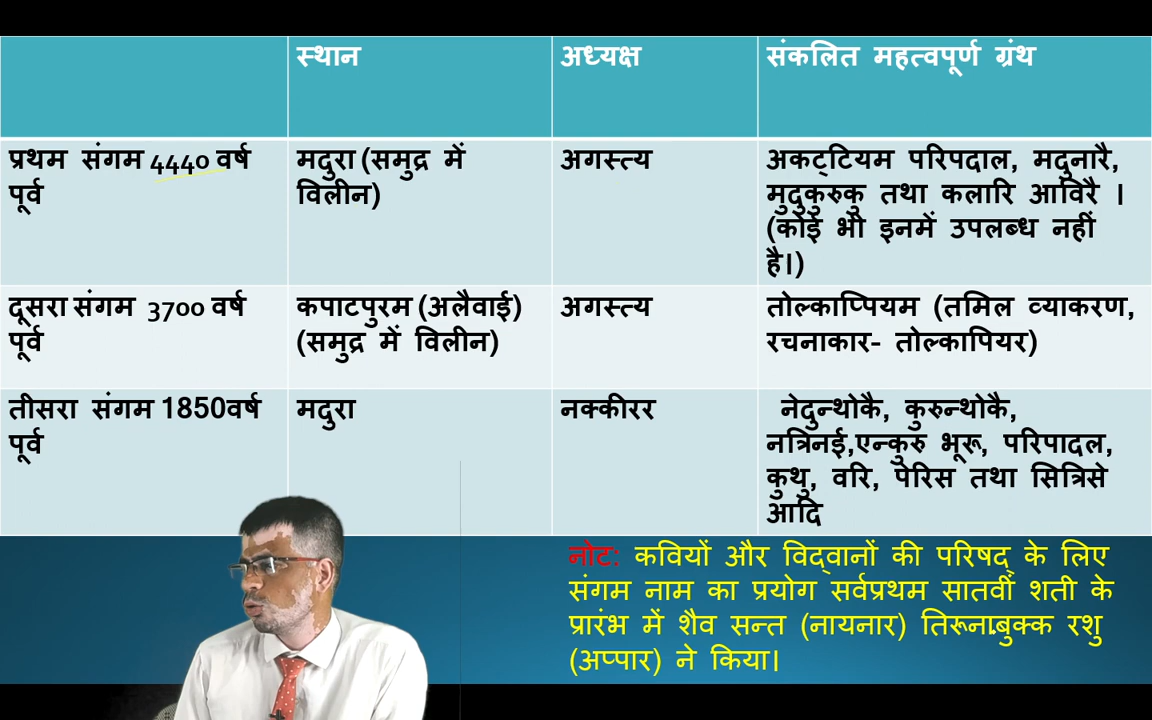 स्थान
अध्यक्ष
संकलित महत्वपूर्ण ग्रंथ
प्रथम संगम 4440 वर्ष
पूर्व
मदुरा (समुद्र में
विलीन)
अगस्त्य
अकट्टियम परिपदाल, मदुनारै,
मुदुकुरुकु तथा कलारि आविरै ।
(कोई भी इनमें उपलब्ध नहीं
है।)
दूसरा संगम 3700 वर्ष
पूर्व
कपाटपुरम (अलैवाई)
(समुद्र में विलीन)
अगस्त्य
तोल्काप्पियम (तमिल व्याकरण,
रचनाकार- तोल्कापियर)
तीसरा संगम 1850वर्ष
पूर्व
मदुरा
नक्कीरर
नेदुन्थोकै, कुरुन्थोकै,
नत्रिनई,एन्कुरु भूरू, परिपादल,
कुथु, वरि, पेरिस तथा सित्रिसे
आदि
नोट: कवियों और विद्वानों की परिषद् के लिए
संगम नाम का प्रयोग सर्वप्रथम सातवीं शती के
प्रारंभ में शैव सन्त (नायनार) तिरूनाबुक्क रशु
(अप्पार) ने किया।